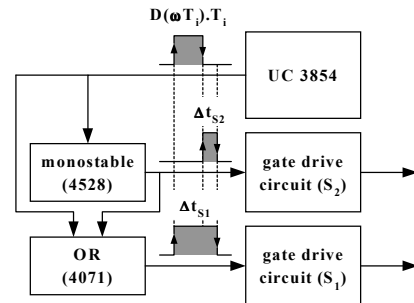 D(ωT_i).T_i
UC 3854
Δt_S2
monostable
(4528)
gate drive
circuit (S_2)
Δt_S1
OR
(4071)
gate drive
circuit (S_1)